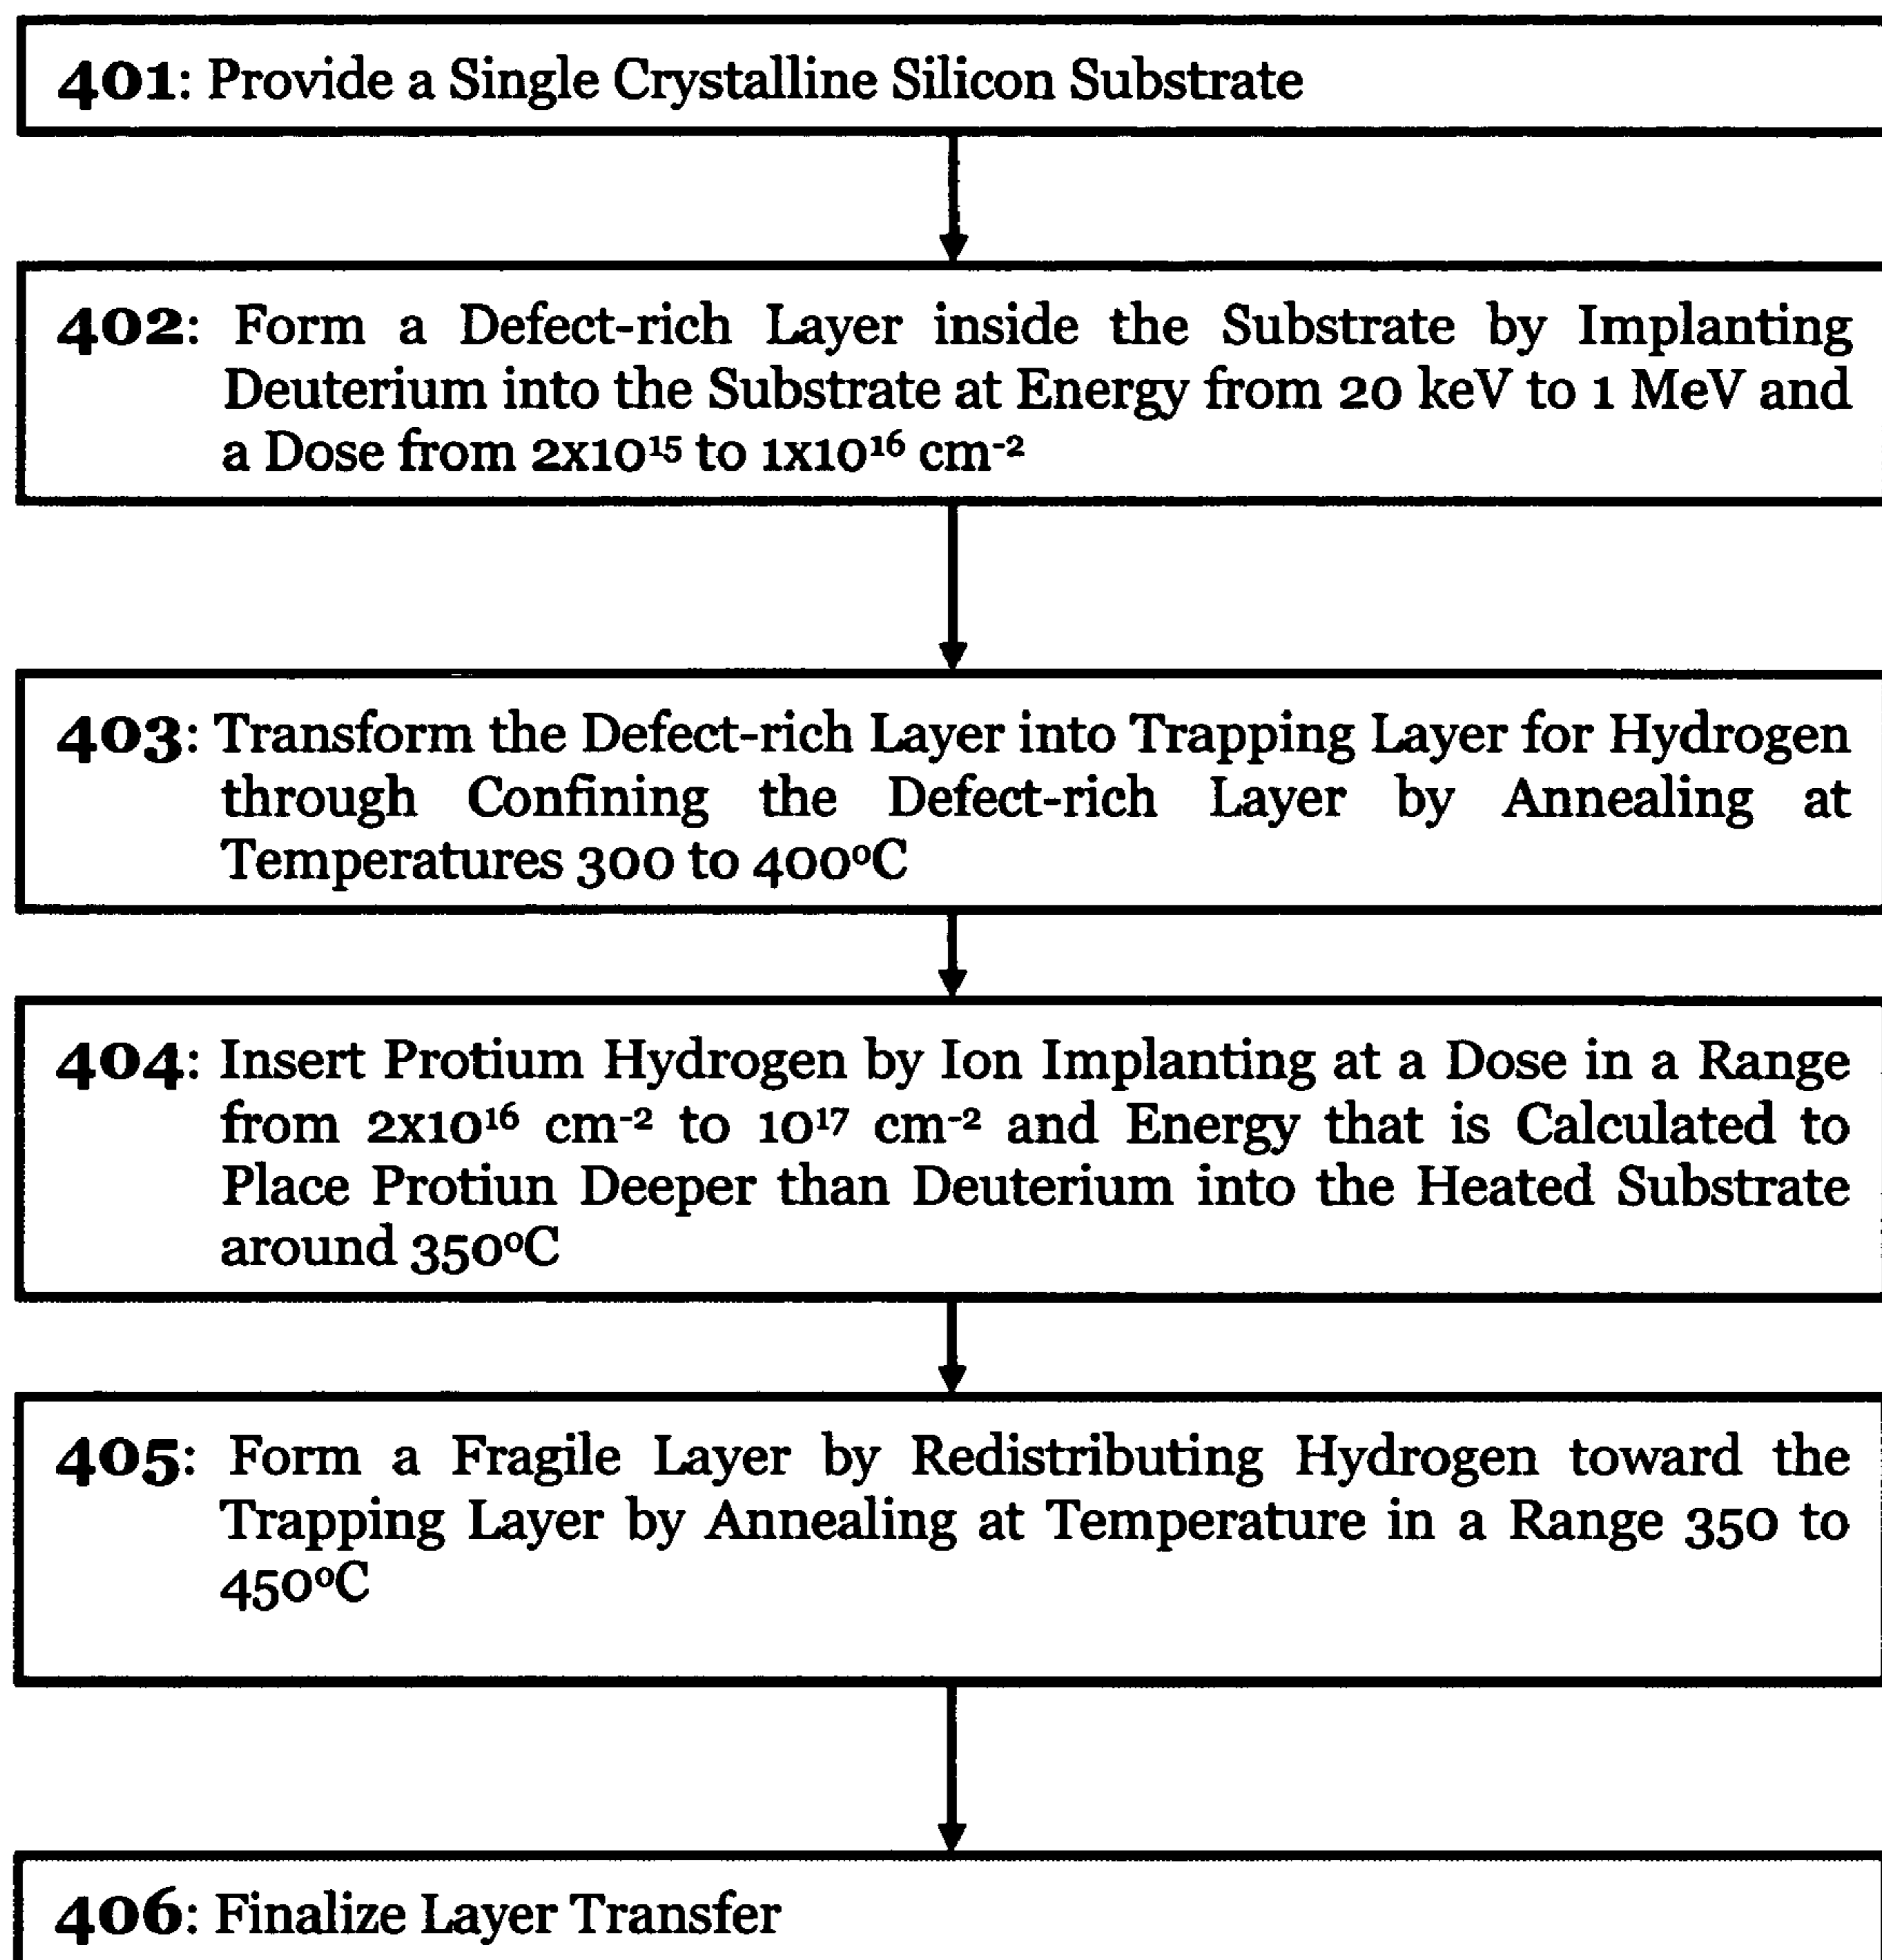 401: Provide a Single Crystalline Silicon Substrate
402: Form a Defect-rich Layer inside the Substrate by Implanting
Deuterium into the Substrate at Energy from 20 keV to 1 MeV and
a Dose from 2x10¹⁵ to 1x10¹⁶ cm⁻²
403: Transform the Defect-rich Layer into Trapping Layer for Hydrogen
through Confining the Defect-rich Layer by Annealing at
Temperatures 300 to 400ºC
404: Insert Protium Hydrogen by Ion Implanting at a Dose in a Range
from 2x10¹⁶ cm⁻² to 10¹⁷ cm⁻² and Energy that is Calculated to
Place Protiun Deeper than Deuterium into the Heated Substrate
around 350ºC
405: Form a Fragile Layer by Redistributing Hydrogen toward the
Trapping Layer by Annealing at Temperature in a Range 350 to
450ºC
406: Finalize Layer Transfer